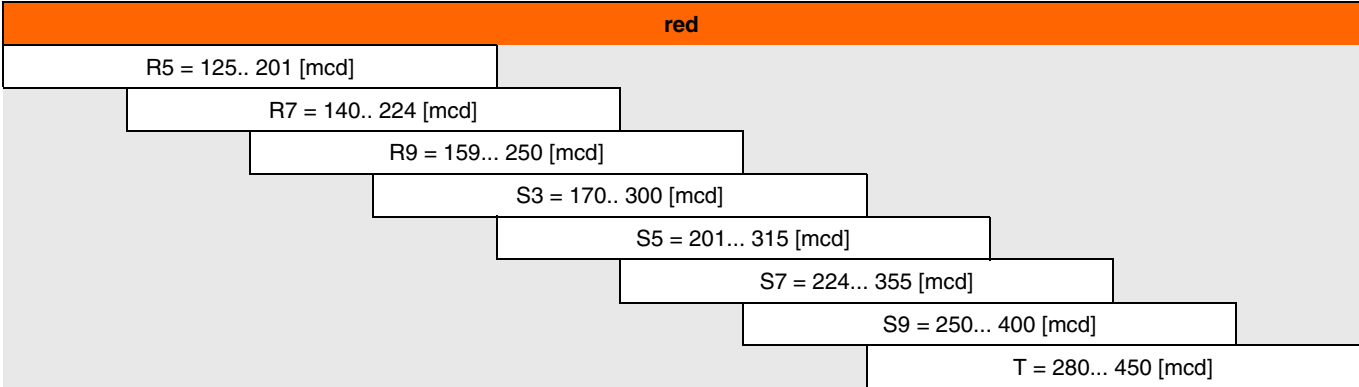 red
R5 = 125.. 201 [mcd]
R7 = 140.. 224 [mcd]
R9 = 159... 250 [mcd]
S3 = 170.. 300 [mcd]
S5 = 201... 315 [mcd]
S7 = 224... 355 [mcd]
S9 = 250... 400 [mcd]
T = 280... 450 [mcd]